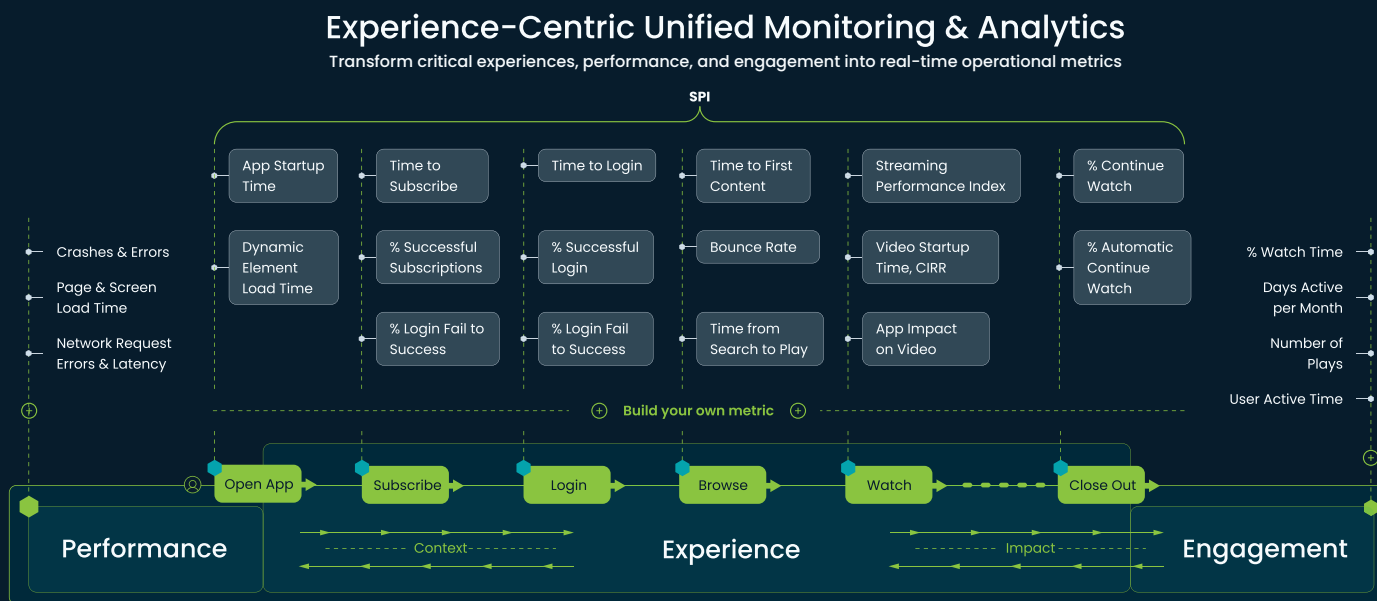 Experience-Centric Unified Monitoring & Analytics
Transform critical experiences, performance, and engagement into real-time operational metrics
SPI
App Startup
Time
Dynamic
Element
Load Time
Time to
Subscribe
% Successful
Subscriptions
% Login Fail to
Success
Time to Login
% Successful
Login
% Login Fail
to Success
Time to First
Content
Bounce Rate
Time from
Search to Play
Streaming
Performance Index
Video Startup
Time, CIRR
App Impact
on Video
% Continue
Watch
% Automatic
Continue
Watch
Crashes & Errors
Page & Screen
Load Time
Network Request
Errors & Latency
% Watch Time
Days Active
per Month
Number of
Plays
User Active Time
Build your own metric
Open App
Subscribe
Login
Browse
Watch
Close Out
Performance
Context
Experience
Impact
Engagement